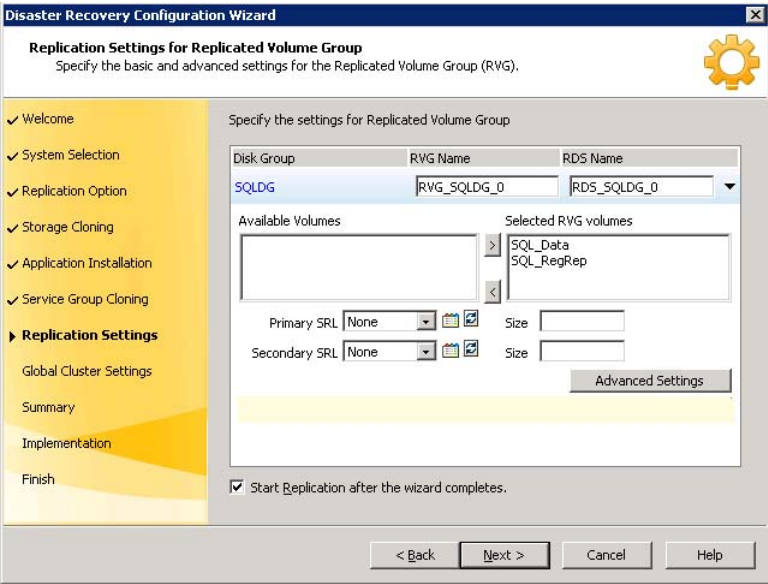 Disaster Recovery Configuration Wizard
Replication Settings for Replicated Volume Group
Specify the basic and advanced settings for the Replicated Volume Group (RVG).
Welcome
System Selection
Replication Option
Storage Cloning
Application Installation
Service Group Cloning
Replication Settings
Global Cluster Settings
Summary
Implementation
Finish
Specify the settings for Replicated Volume Group
Disk Group RVG Name RDS Name
SQLDG RVG_SQLDG_0 RDS_SQLDG_0
Available Volumes Selected RVG volumes
>
SQL_Data
SQL_RegRep
<
Primary SRL None Size
Secondary SRL None Size
Advanced Settings
Start Replication after the wizard completes.
< Back Next > Cancel Help